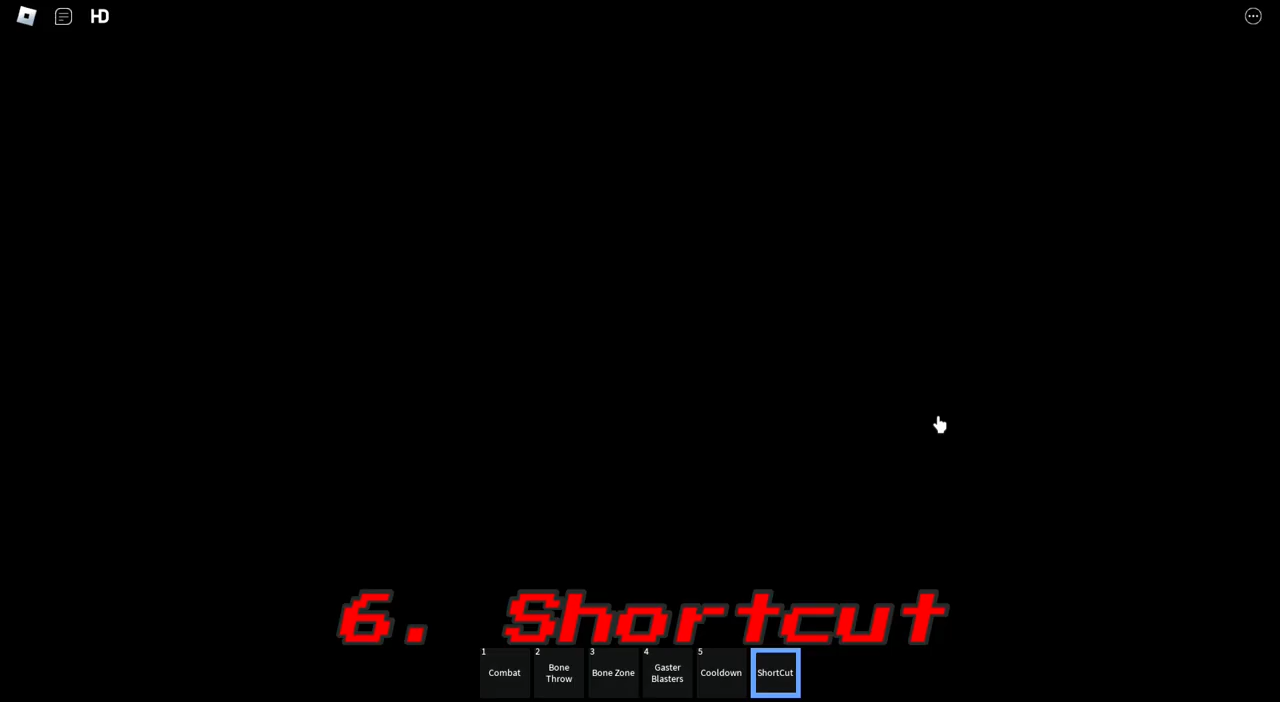 HD
6. Shortcut
1 2 3 4 5
Combat Bone Throw Bone Zone Gaster Blasters Cooldown ShortCut